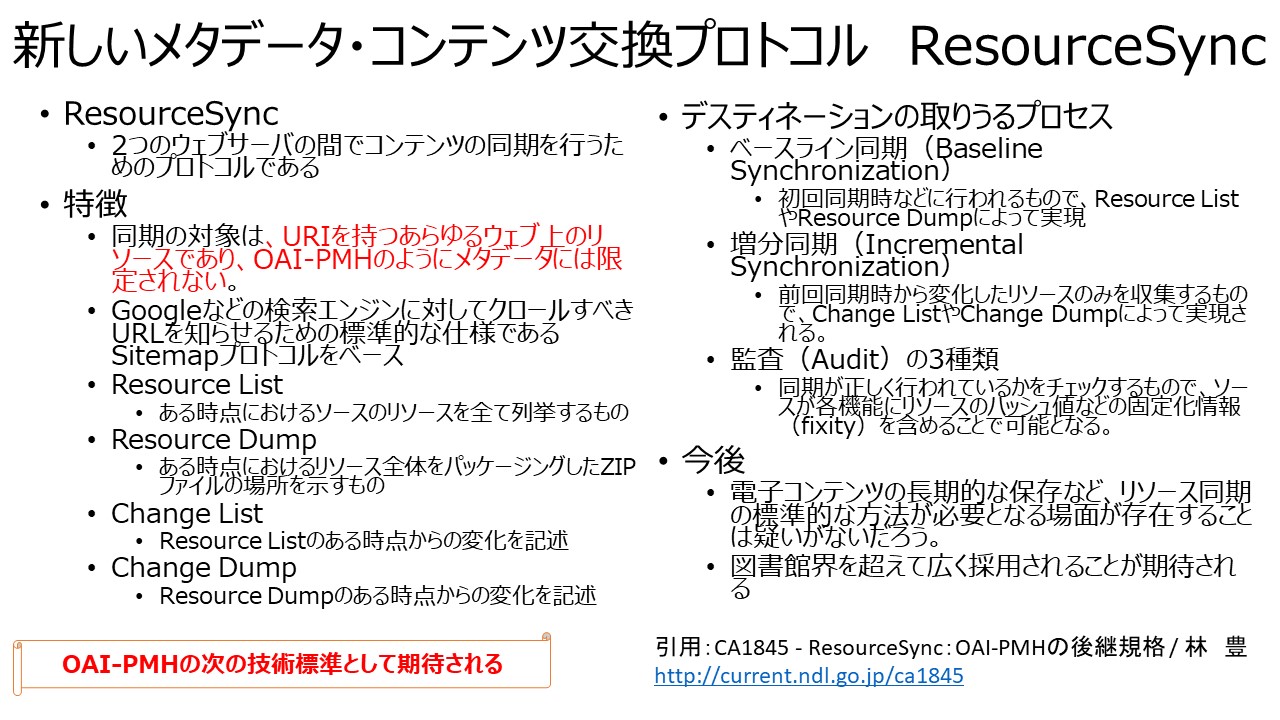 新しいメタデータ・コンテンツ交換プロトコル　ResourceSync
• ResourceSync
• 2つのウェブサーバの間でコンテンツの同期を行うた
めのプロトコルである
• 特徴
• 同期の対象は、URIを持つあらゆるウェブ上のリ
ソースであり、OAI-PMHのようにメタデータには限
定されない。
• Googleなどの検索エンジンに対してクロールすべき
URLを知らせるための標準的な仕様である
Sitemapプロトコルをベース
• Resource List
• ある時点におけるソースのリソースを全て列挙するもの
• Resource Dump
• ある時点におけるリソース全体をパッケージングしたZIP
ファイルの場所を示すもの
• Change List
• Resource Listのある時点からの変化を記述
• Change Dump
• Resource Dumpのある時点からの変化を記述
OAI-PMHの次の技術標準として期待される
• デスティネーションの取りうるプロセス
• ベースライン同期（Baseline
Synchronization）
• 初回同期時などに行われるもので、Resource List
やResource Dumpによって実現
• 増分同期（Incremental
Synchronization）
• 前回同期時から変化したリソースのみを収集するもの
で、Change ListやChange Dumpによって実現さ
れる。
• 監査（Audit）の3種類
• 同期が正しく行われているかをチェックするもので、ソー
スが各機能にリソースのハッシュ値などの固定化情報
（fixity）を含めることで可能となる。
• 今後
• 電子コンテンツの長期的な保存など、リソース同期
の標準的な方法が必要となる場面が存在すること
は疑いがないだろう。
• 図書館界を超えて広く採用されることが期待され
る
引用：CA1845 - ResourceSync：OAI-PMHの後継規格 / 林　豊
http://current.ndl.go.jp/ca1845